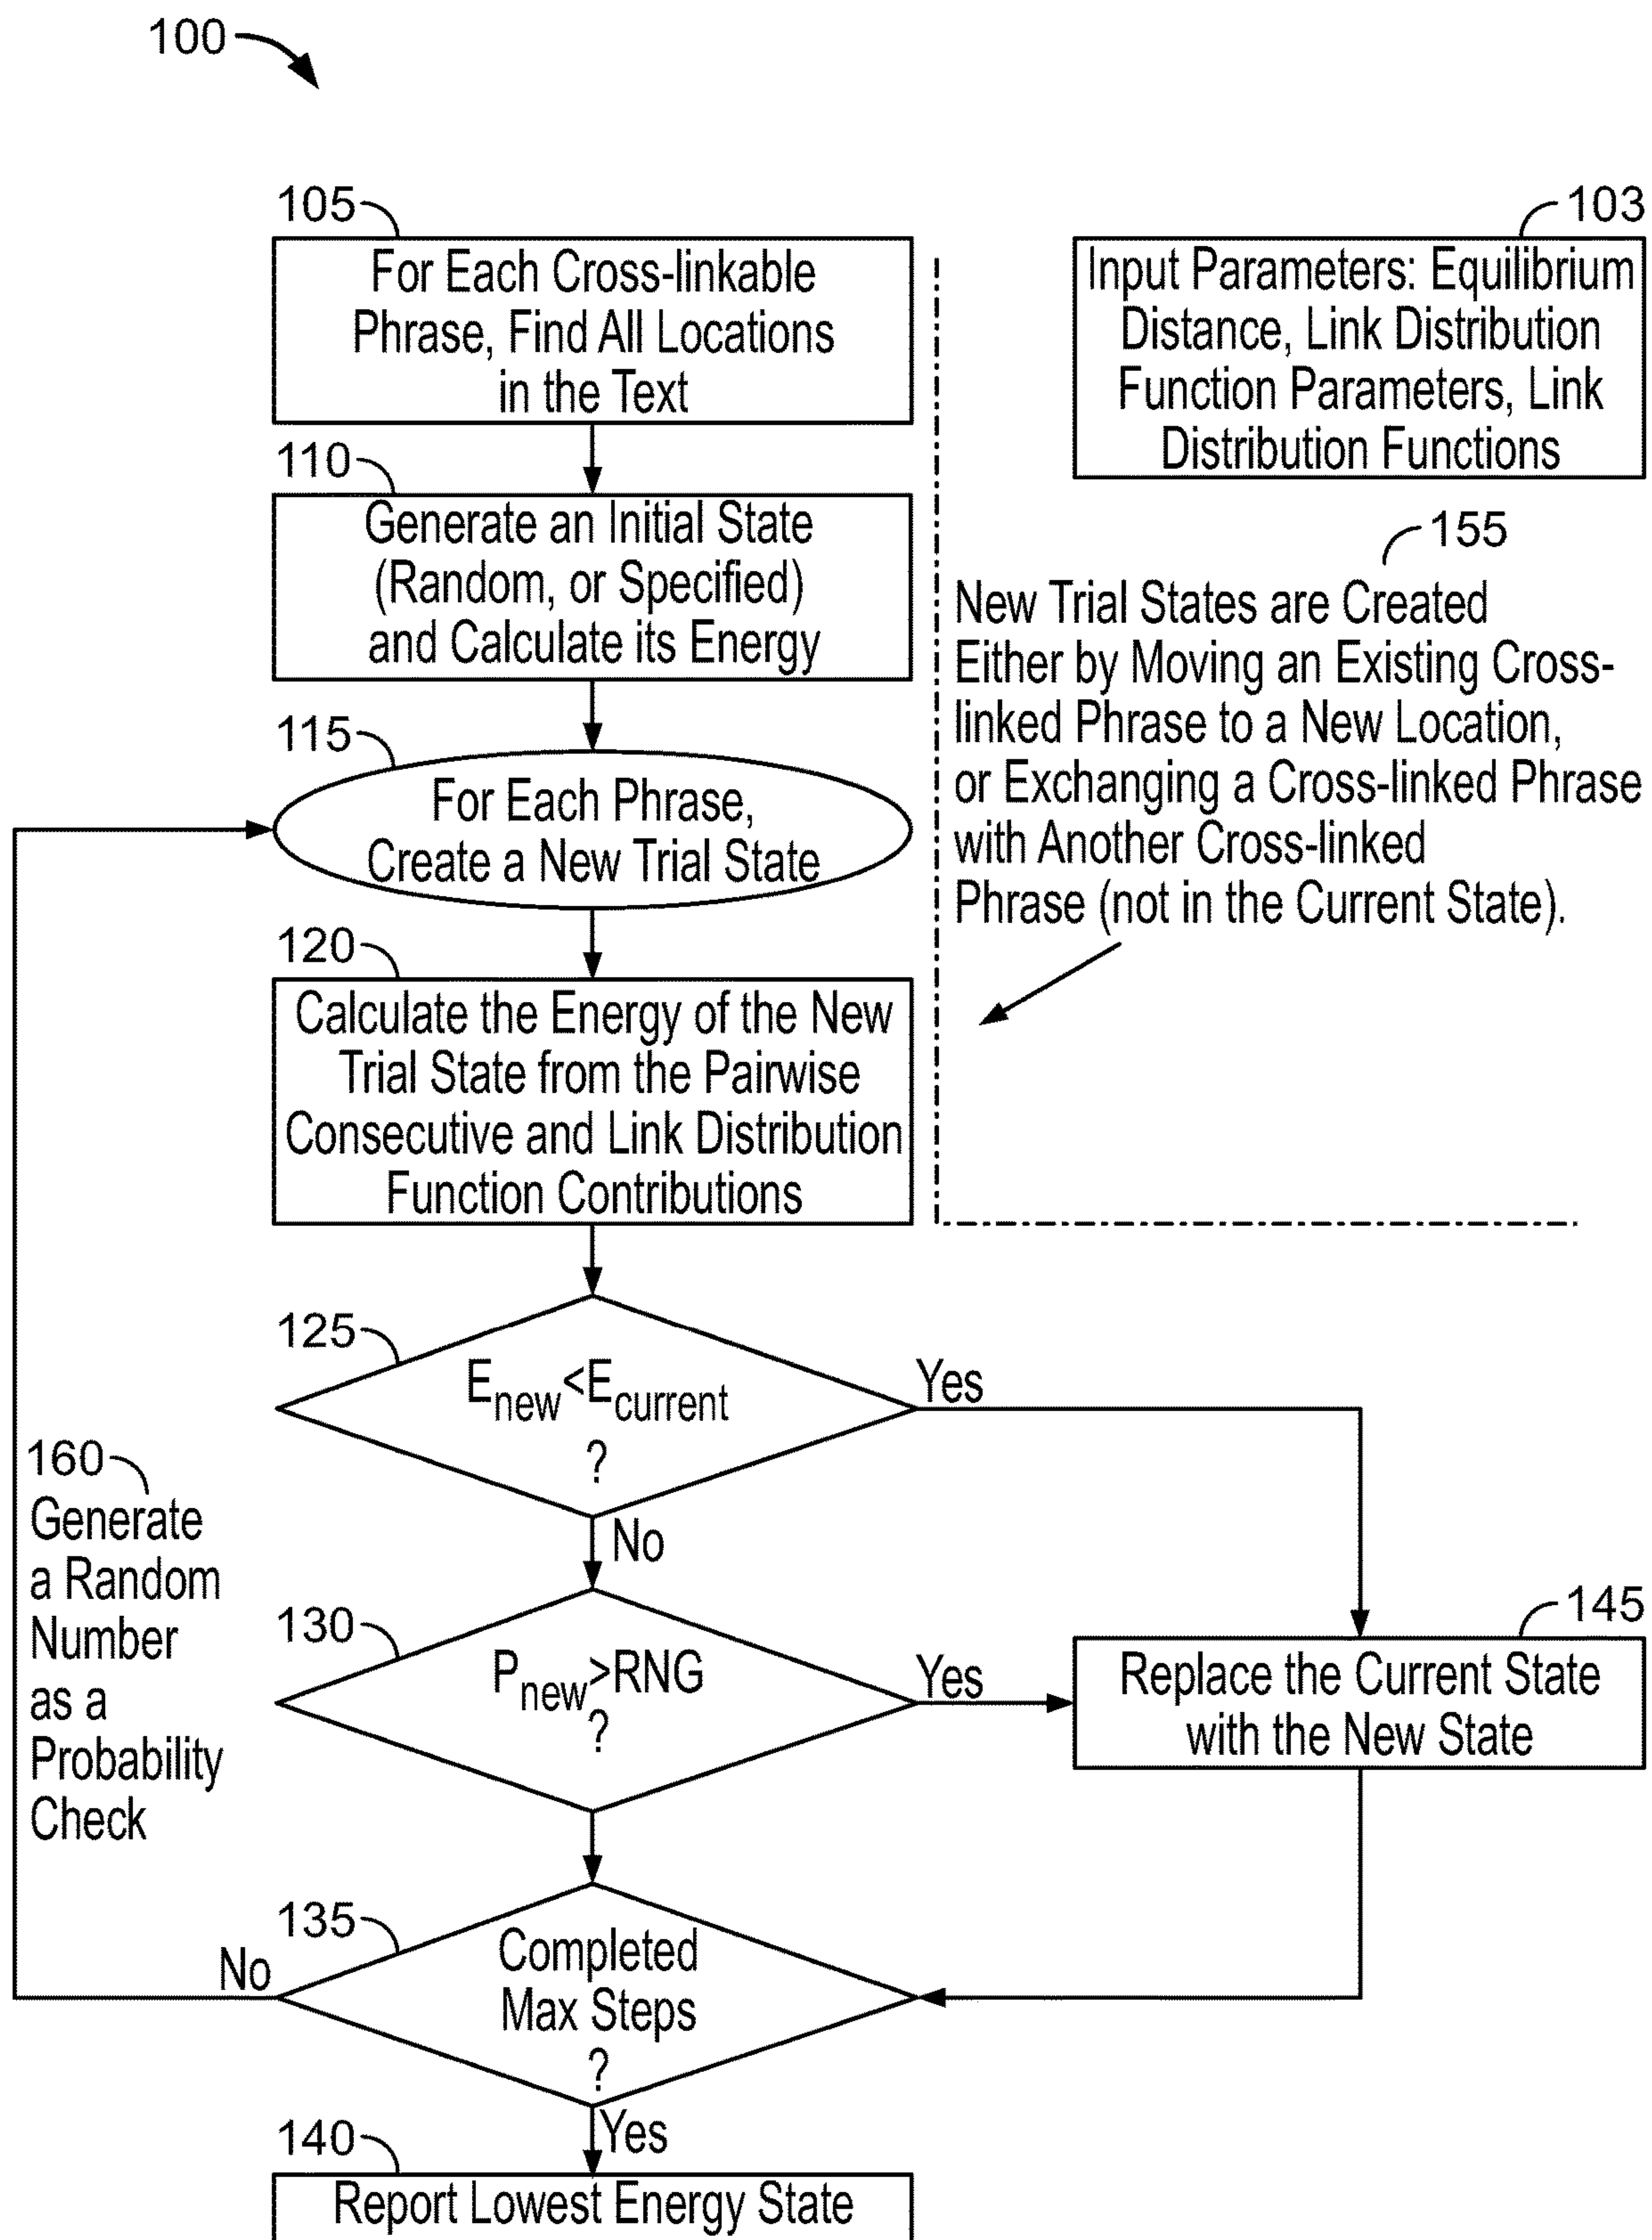 100
105
For Each Cross-linkable
Phrase, Find All Locations
in the Text
103
Input Parameters: Equilibrium
Distance, Link Distribution
Function Parameters, Link
Distribution Functions
110
Generate an Initial State
(Random, or Specified)
and Calculate its Energy
155
New Trial States are Created
Either by Moving an Existing Cross-
linked Phrase to a New Location,
or Exchanging a Cross-linked Phrase
with Another Cross-linked
Phrase (not in the Current State).
115
For Each Phrase,
Create a New Trial State
120
Calculate the Energy of the New
Trial State from the Pairwise
Consecutive and Link Distribution
Function Contributions
125
Enew<Ecurrent
?
Yes
No
160
Generate
a Random
Number
as a
Probability
Check
130
Pnew>RNG
?
Yes
145
Replace the Current State
with the New State
135
Completed
Max Steps
?
No
Yes
140
Report Lowest Energy State